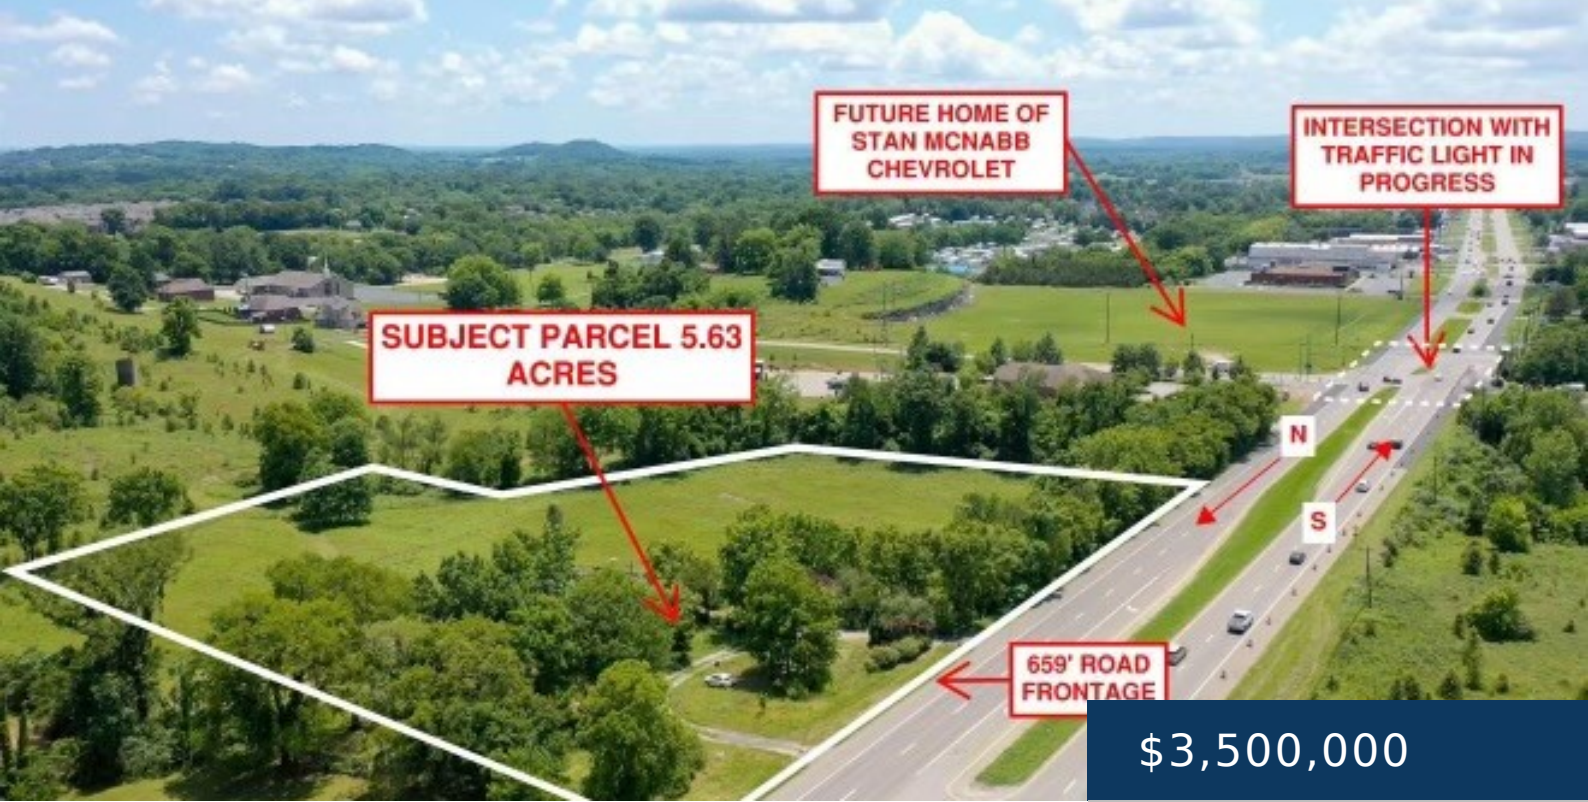 FUTURE HOME OF
STAN MCNABB
CHEVROLET
INTERSECTION WITH
TRAFFIC LIGHT IN
PROGRESS
SUBJECT PARCEL 5.63
ACRES
N
S
659' ROAD
FRONTAGE
$3,500,000